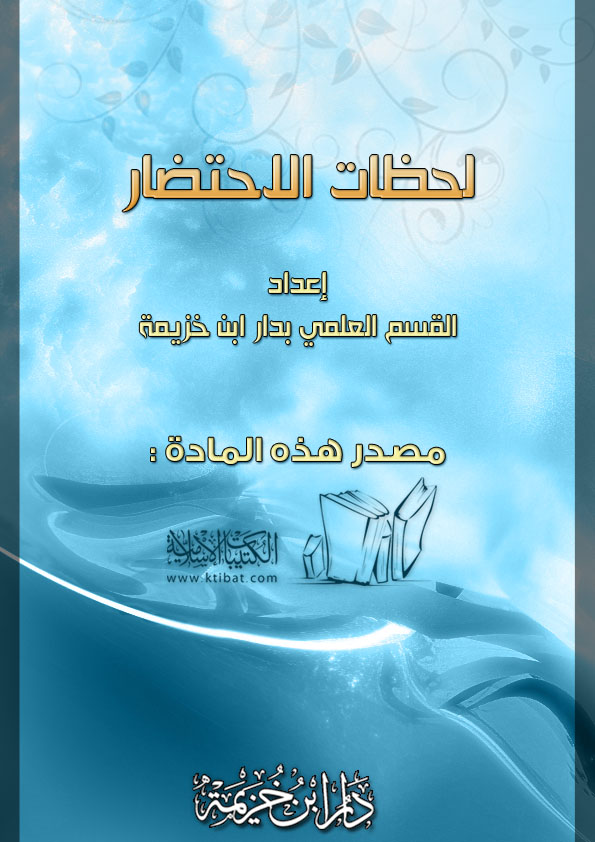 لحظات الاحتضار
إعداد
القسم العلمي بدار ابن خزيمة
مصدر هذه المادة :
الكتيبات الإسلامية
www.ktibat.com
دار ابن خزيمة